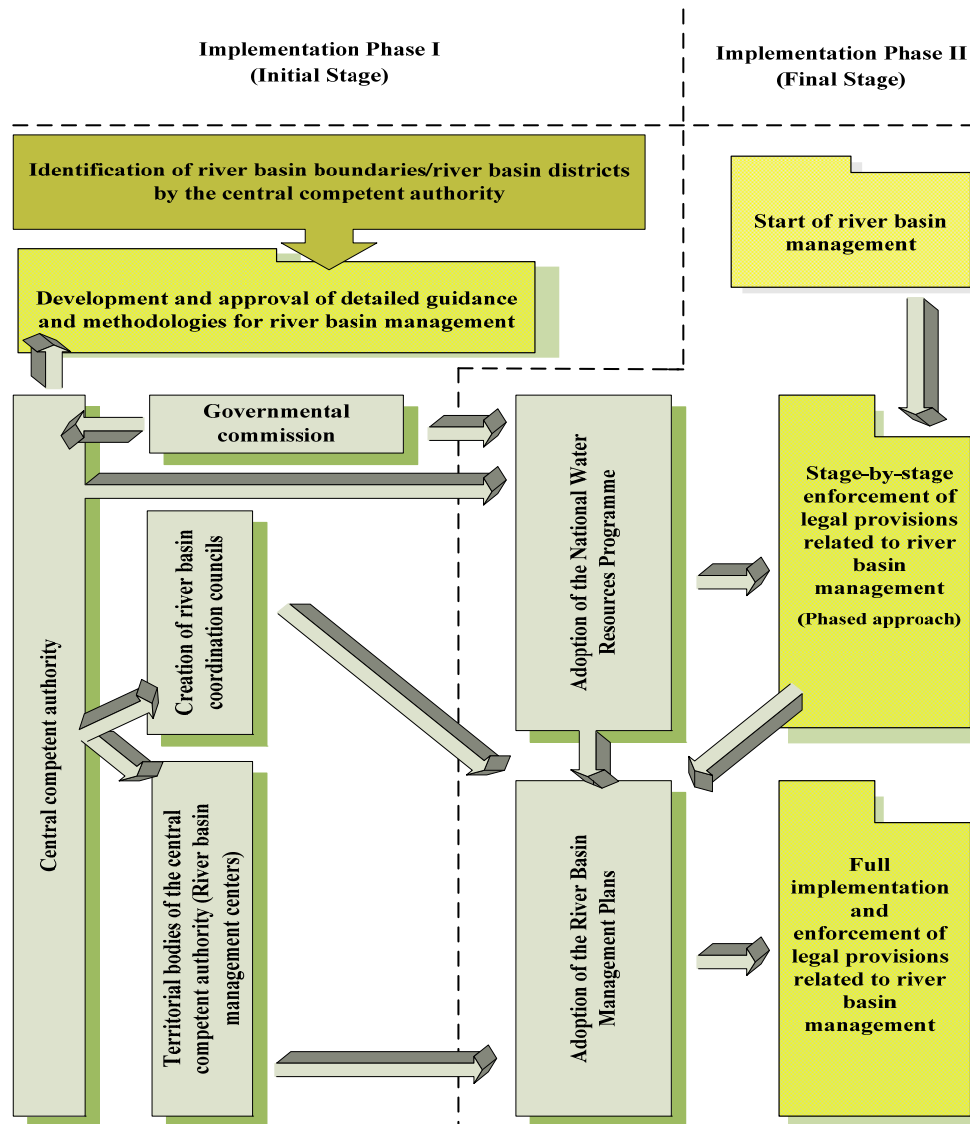 Implementation Phase I
(Initial Stage)
Implementation Phase II
(Final Stage)
Identification of river basin boundaries/river basin districts
by the central competent authority
Start of river basin
management
Development and approval of detailed guidance
and methodologies for river basin management
Governmental
commission
Central competent authority
Creation of river basin
coordination councils
Territorial bodies of the central
competent authority (River basin
management centers)
Adoption of the National Water
Resources Programme
Adoption of the River Basin
Management Plans
Stage-by-stage
enforcement of
legal provisions
related to river
basin
management
(Phased approach)
Full
implementation
and
enforcement of
legal provisions
related to river
basin
management